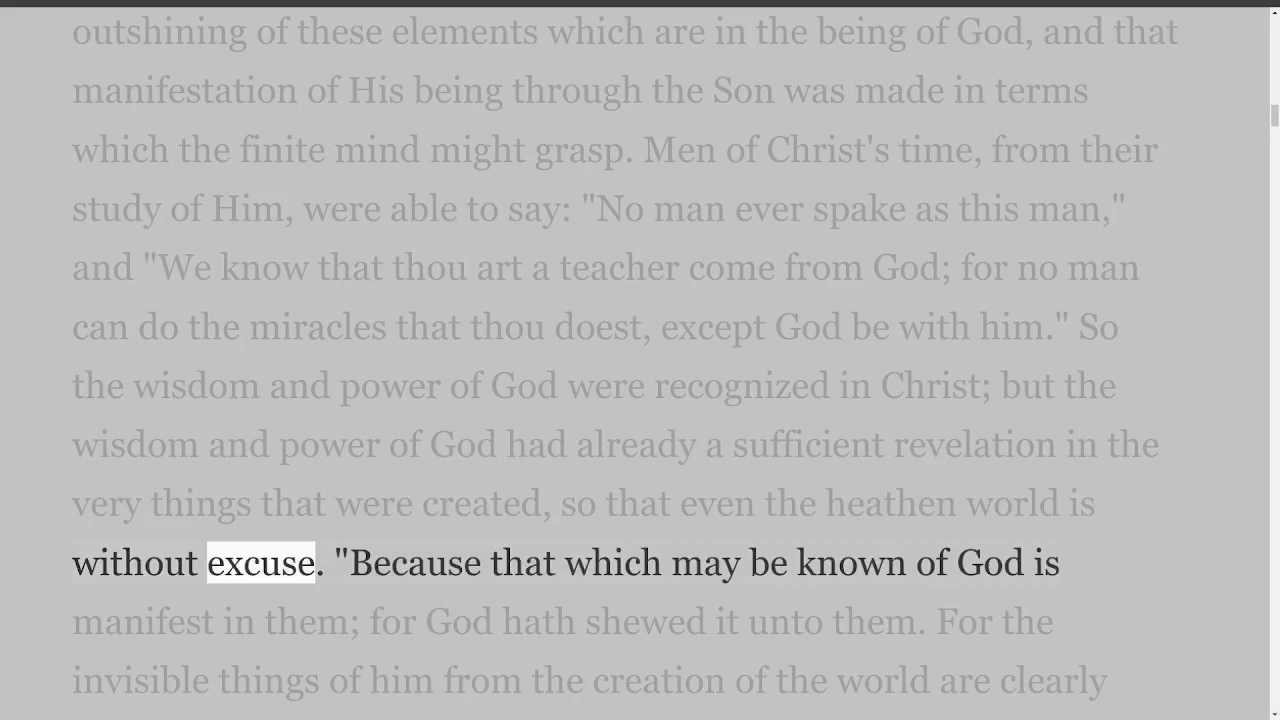 outshining of these elements which are in the being of God, and that
manifestation of His being through the Son was made in terms
which the finite mind might grasp. Men of Christ's time, from their
study of Him, were able to say: "No man ever spake as this man,"
and "We know that thou art a teacher come from God; for no man
can do the miracles that thou doest, except God be with him." So
the wisdom and power of God were recognized in Christ; but the
wisdom and power of God had already a sufficient revelation in the
very things that were created, so that even the heathen world is
without excuse. "Because that which may be known of God is
manifest in them; for God hath shewed it unto them. For the
invisible things of him from the creation of the world are clearly